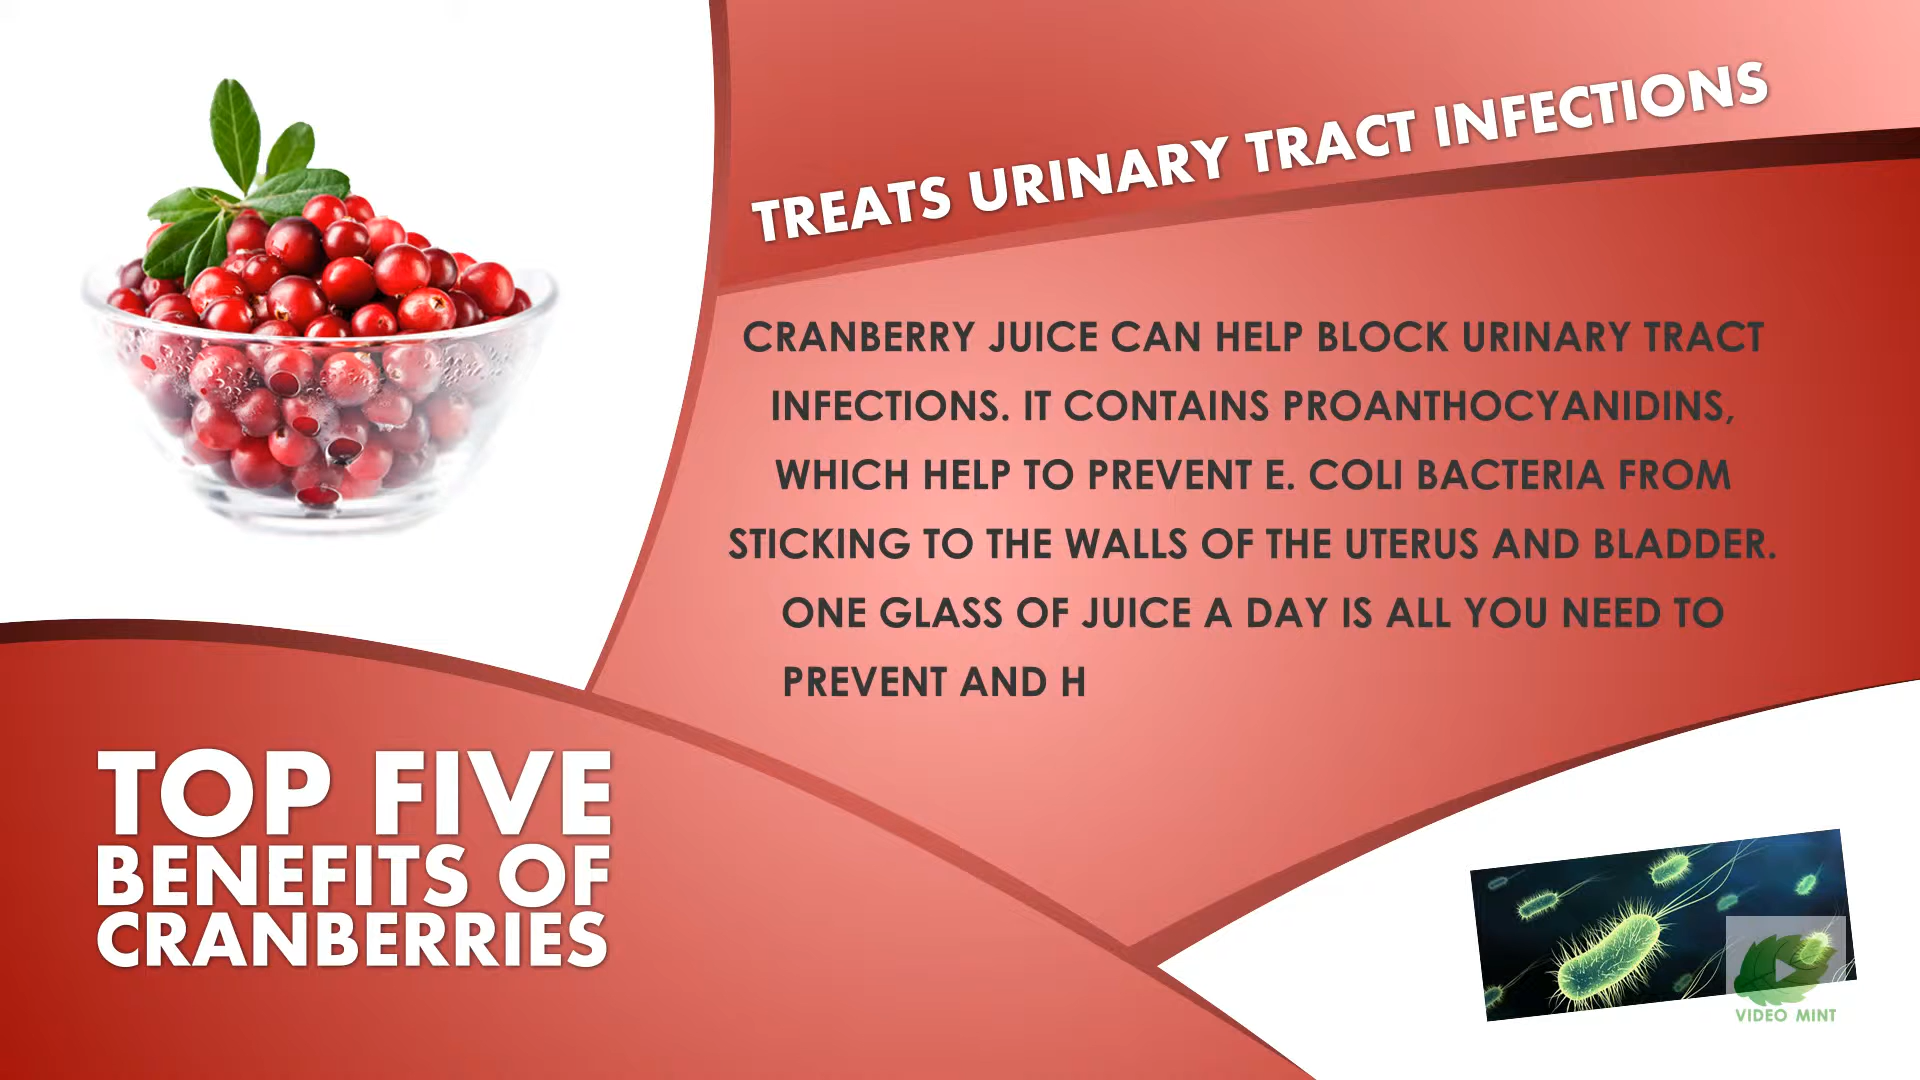 TREATS URINARY TRACT INFECTIONS
CRANBERRY JUICE CAN HELP BLOCK URINARY TRACT
INFECTIONS. IT CONTAINS PROANTHOCYANIDINS,
WHICH HELP TO PREVENT E. COLI BACTERIA FROM
STICKING TO THE WALLS OF THE UTERUS AND BLADDER.
ONE GLASS OF JUICE A DAY IS ALL YOU NEED TO
PREVENT AND H
TOP FIVE
BENEFITS OF
CRANBERRIES
VIDEO MINT